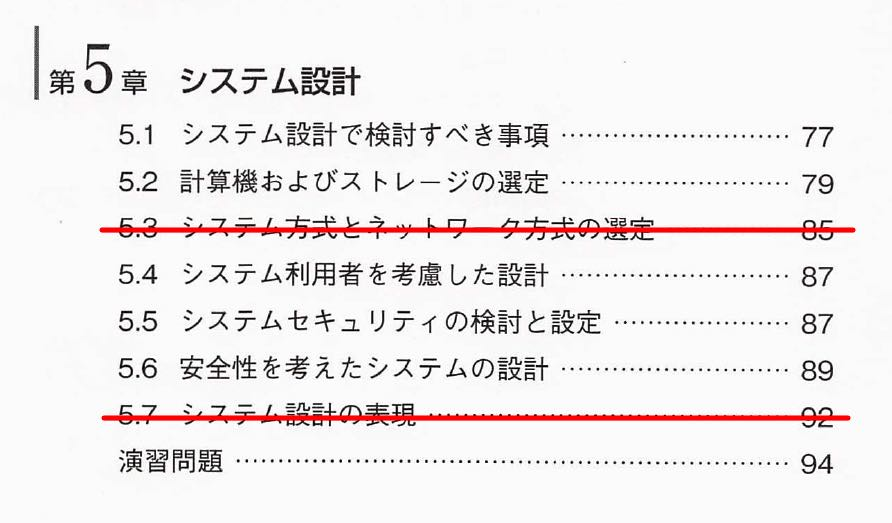 第5章 システム設計
5.1 システム設計で検討すべき事項 …………………… 77
5.2 計算機およびストレージの選定 …………………… 79
5.3 システム方式とネットワーク方式の選定 ………… 85
5.4 システム利用者を考慮した設計 …………………… 87
5.5 システムセキュリティの検討と設定 ……………… 87
5.6 安全性を考えたシステムの設計 …………………… 89
5.7 システム設計の表現 ………………………………… 92
演習問題 ………………………………………………… 94